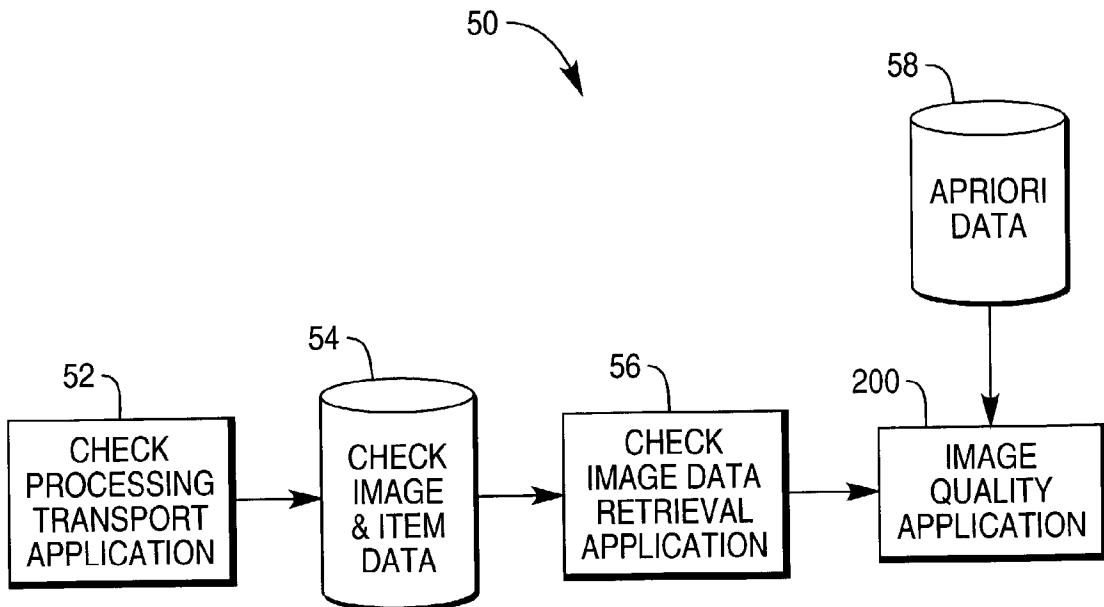 50
58
APRIORI
DATA
52
CHECK
PROCESSING
TRANSPORT
APPLICATION
54
CHECK
IMAGE
& ITEM
DATA
56
CHECK
IMAGE DATA
RETRIEVAL
APPLICATION
200
IMAGE
QUALITY
APPLICATION